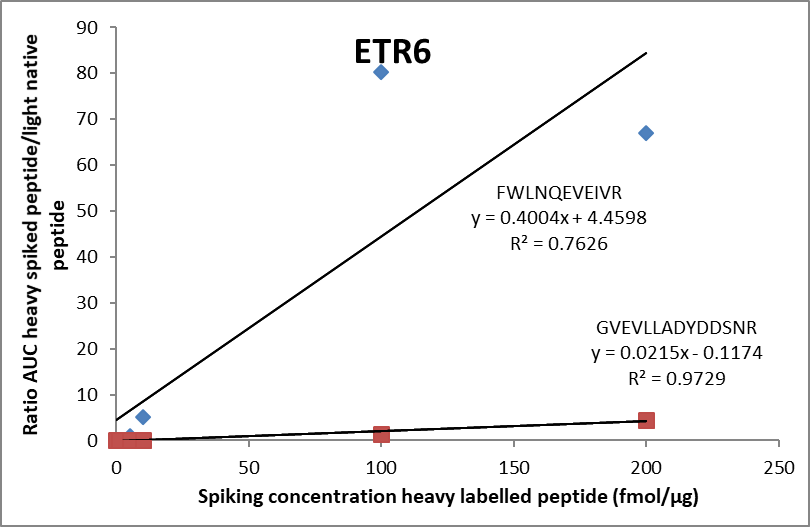 ETR6
90
80
70
60
50
40
30
20
10
0
Ratio AUC heavy spiked peptide/light native
peptide
FWLNQEVEIVR
y = 0.4004x + 4.4598
R² = 0.7626
GVEVLLADYDDSNR
y = 0.0215x - 0.1174
R² = 0.9729
0 50 100 150 200 250
Spiking concentration heavy labelled peptide (fmol/µg)